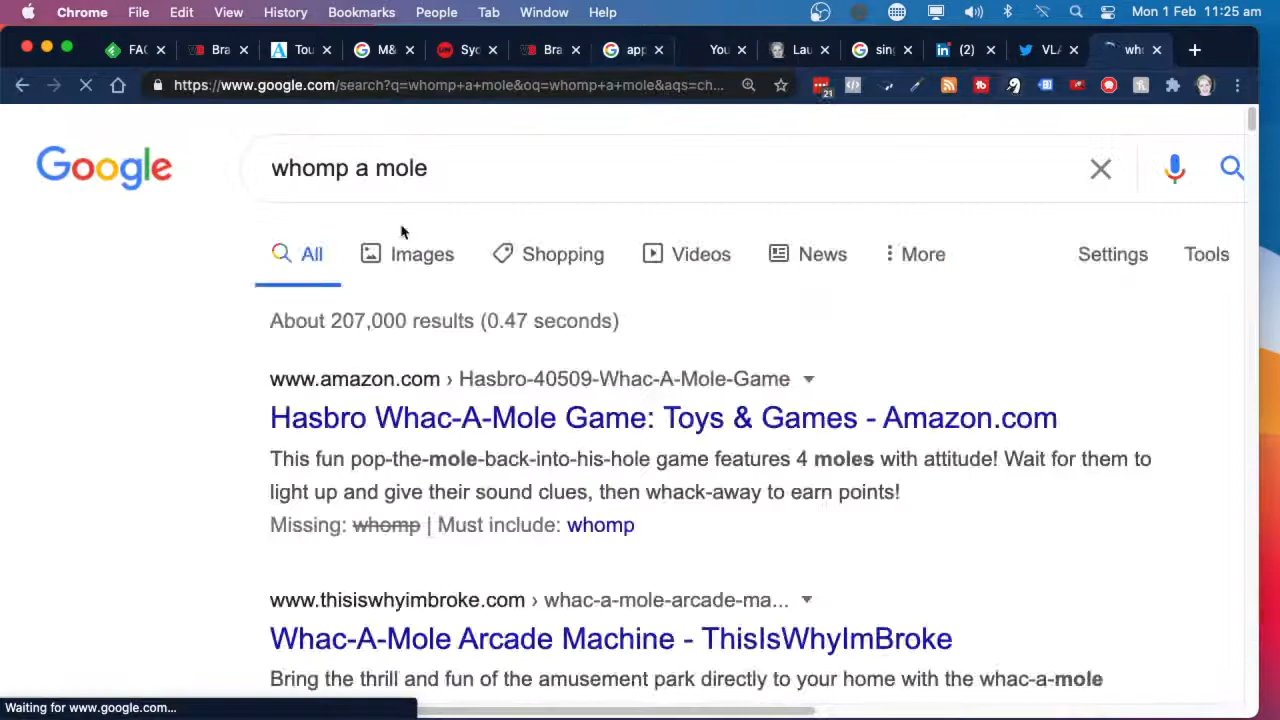 Chrome File Edit View History Bookmarks People Tab Window Help Mon 1 Feb 11:25 am
FAC Bra Tou M& Syc Bra app You Lau sin (2) VLA who
https://www.google.com/search?q=whomp+a+mole&oq=whomp+a+mole&aqs=ch...
21
Google
whomp a mole
All Images Shopping Videos News More Settings Tools
About 207,000 results (0.47 seconds)
www.amazon.com › Hasbro-40509-Whac-A-Mole-Game
Hasbro Whac-A-Mole Game: Toys & Games - Amazon.com
This fun pop-the-mole-back-into-his-hole game features 4 moles with attitude! Wait for them to
light up and give their sound clues, then whack-away to earn points!
Missing: whomp | Must include: whomp
www.thisiswhyimbroke.com › whac-a-mole-arcade-ma...
Whac-A-Mole Arcade Machine - ThisIsWhyImBroke
Bring the thrill and fun of the amusement park directly to your home with the whac-a-mole
Waiting for www.google.com...